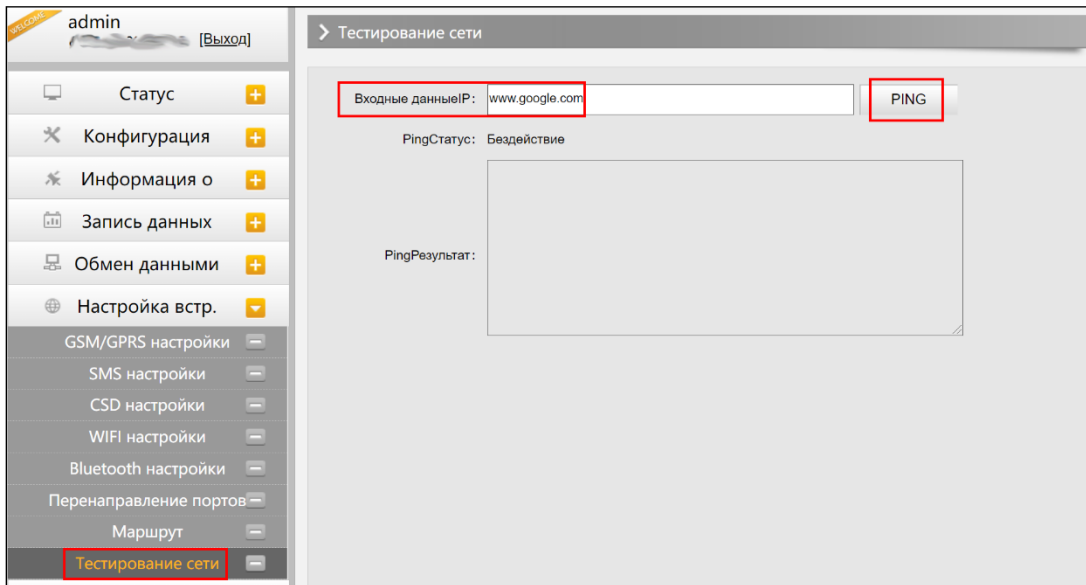 WELCOME
admin
[Выход]
Статус
Конфигурация
Информация о
Запись данных
Обмен данными
Настройка встр.
GSM/GPRS настройки
SMS настройки
CSD настройки
WIFI настройки
Bluetooth настройки
Перенаправление портов
Маршрут
Тестирование сети
Тестирование сети
Входные данныеIP: www.google.com PING
PingСтатус: Бездействие
PingРезультат: